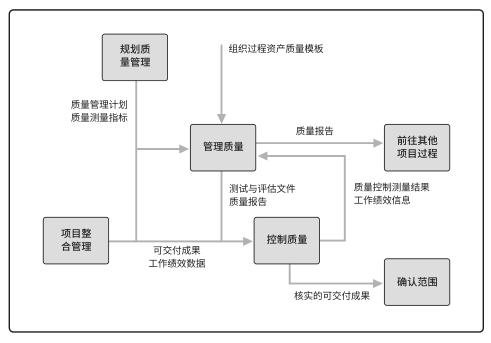 规划质
量管理
组织过程资产质量模板
质量管理计划
质量测量指标
管理质量
质量报告
前往其他
项目过程
测试与评估文件
质量报告
质量控制测量结果
工作绩效信息
项目整
合管理
可交付成果
工作绩效数据
控制质量
核实的可交付成果
确认范围